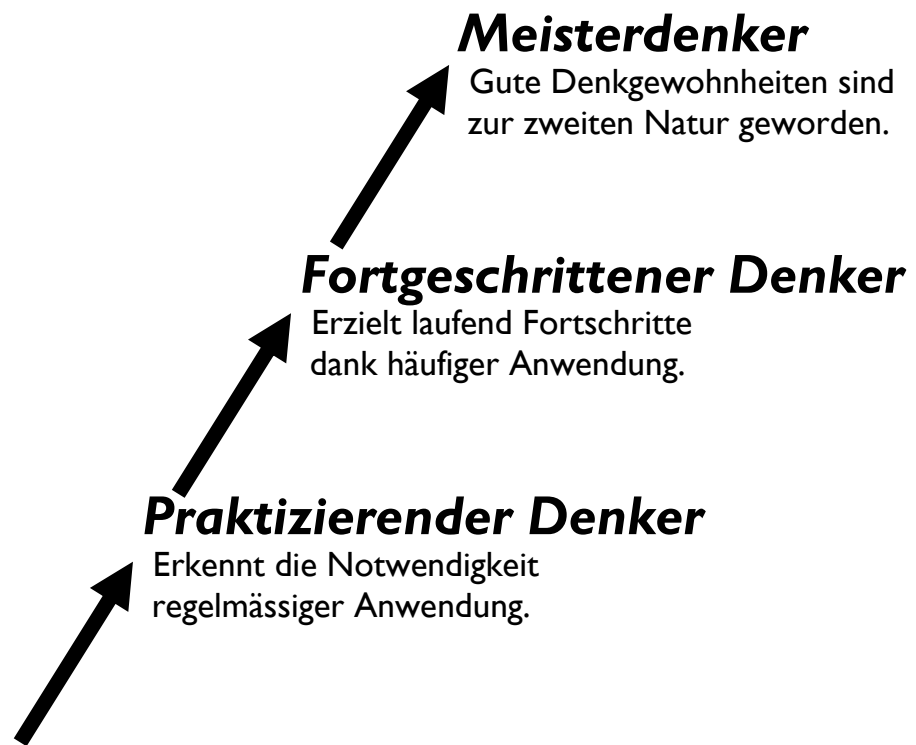 Meisterdenker
Gute Denkgewohnheiten sind
zur zweiten Natur geworden.
Fortgeschrittener Denker
Erzielt laufend Fortschritte
dank häufiger Anwendung.
Praktizierender Denker
Erkennt die Notwendigkeit
regelmässiger Anwendung.